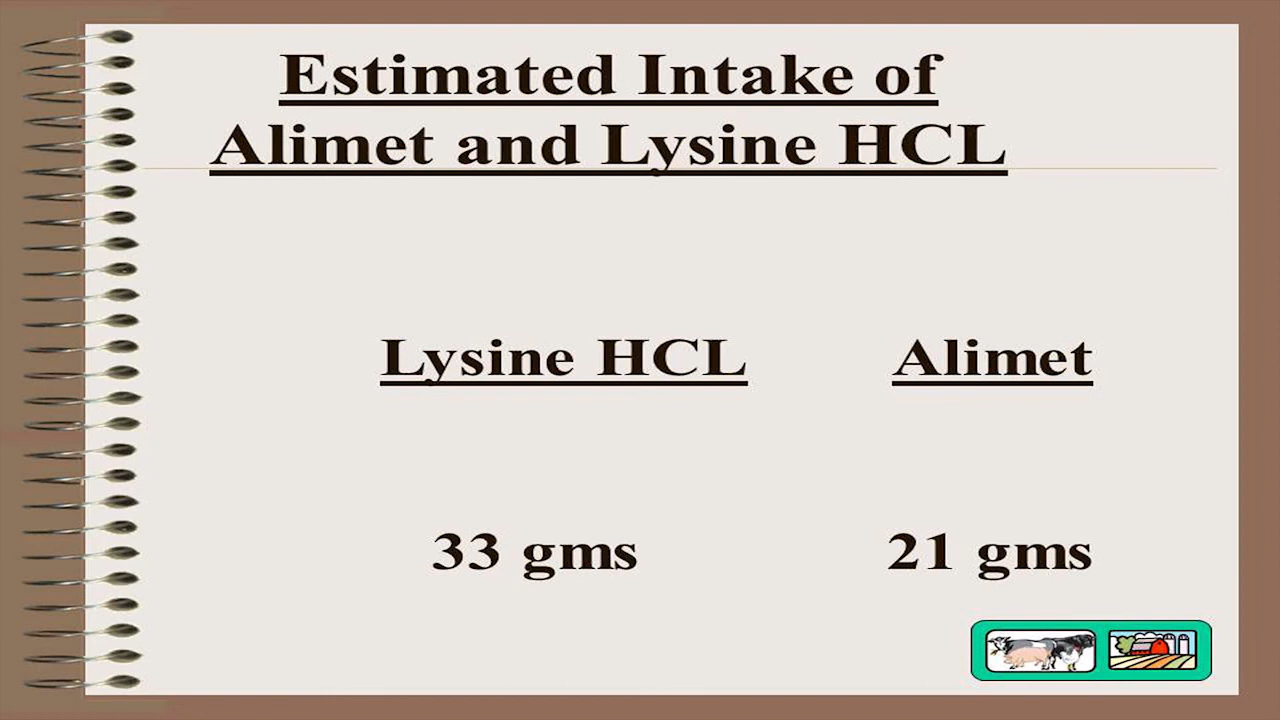 Estimated Intake of
Alimet and Lysine HCL
Lysine HCL Alimet
33 gms 21 gms